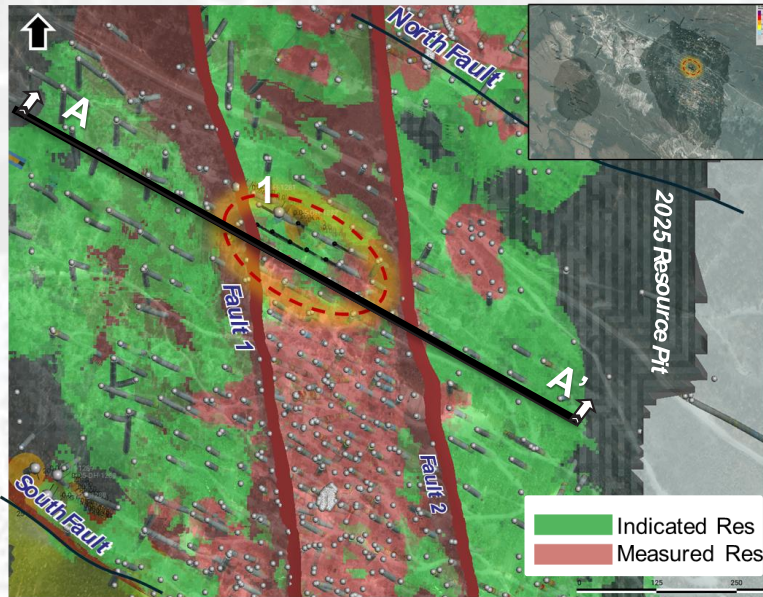 North Fault
A
1
2025 Resource Pit
Fault 1
A'
Fault 2
South Fault
Indicated Res
Measured Res
125
250